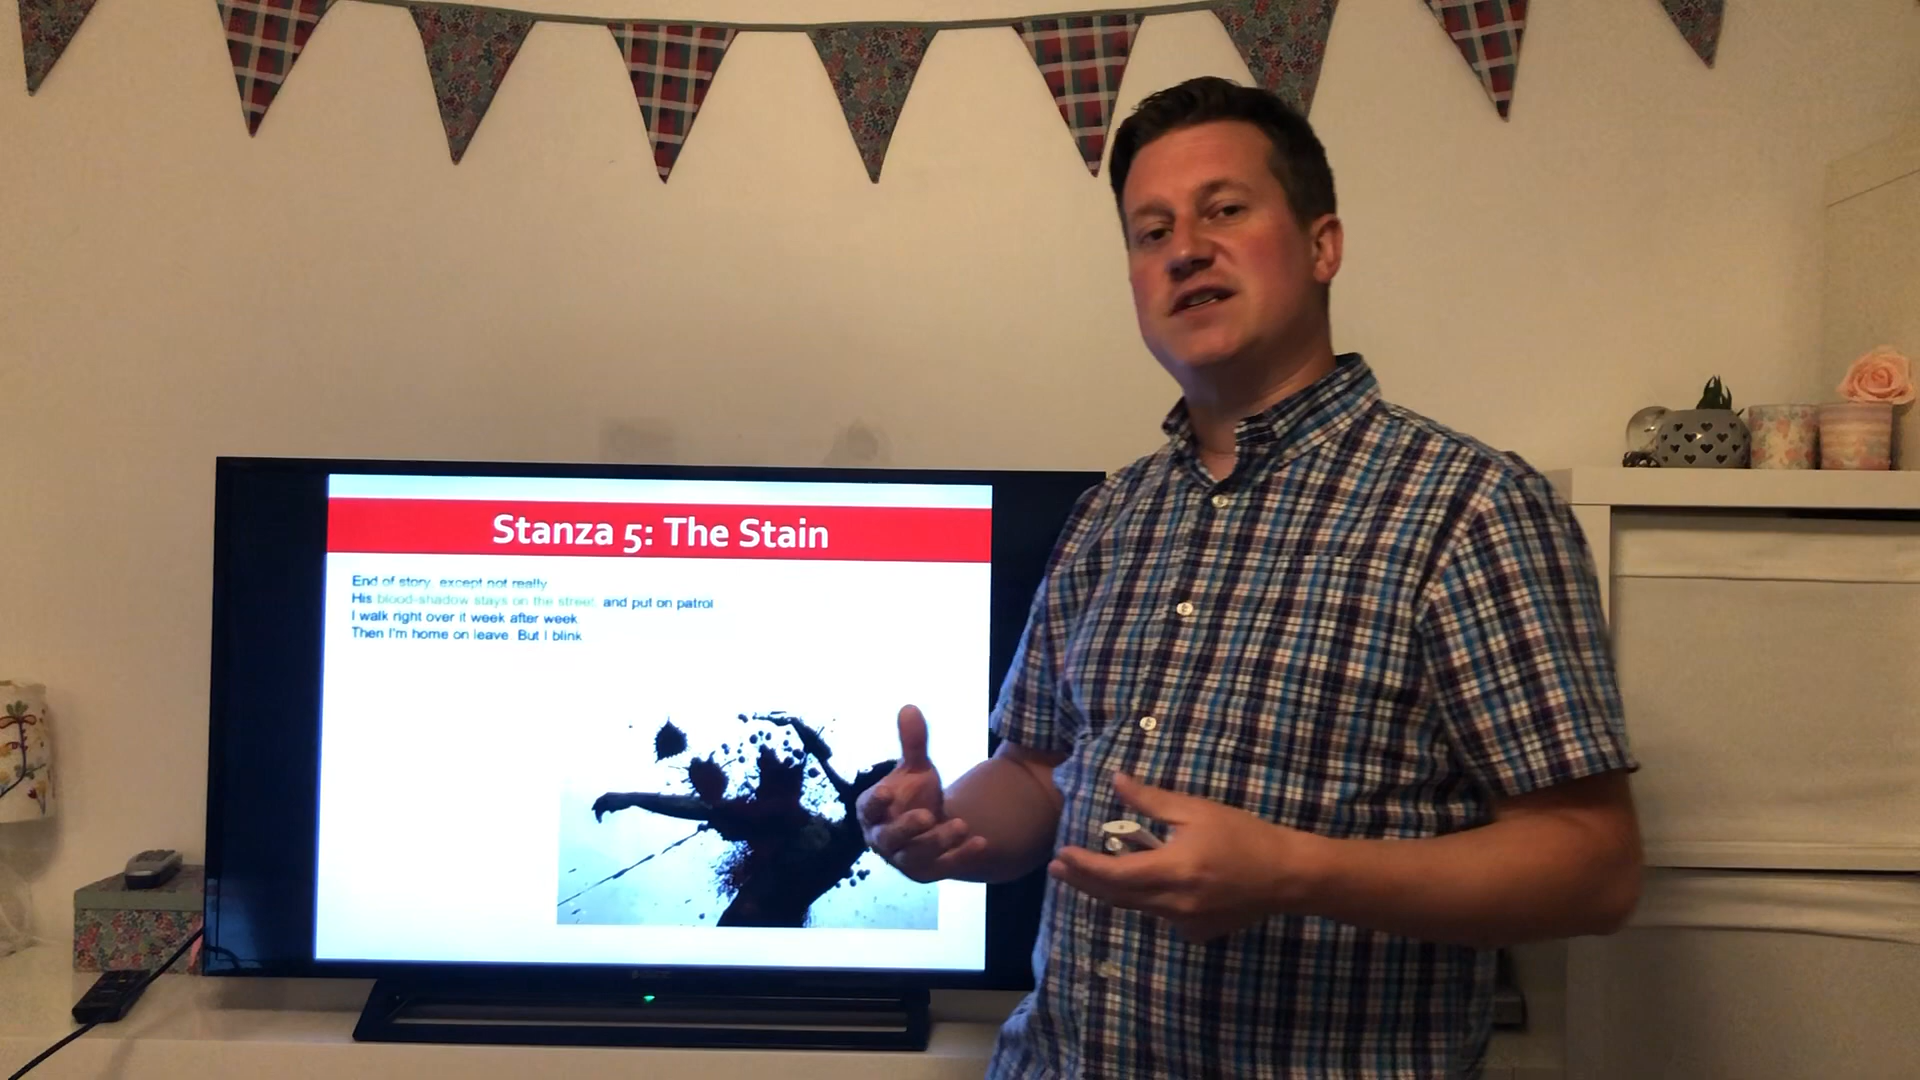 Stanza 5: The Stain
End of story, except not really.
His blood-shadow stays on the street, and put on patrol
I walk right over it week after week.
Then I'm home on leave. But I blink